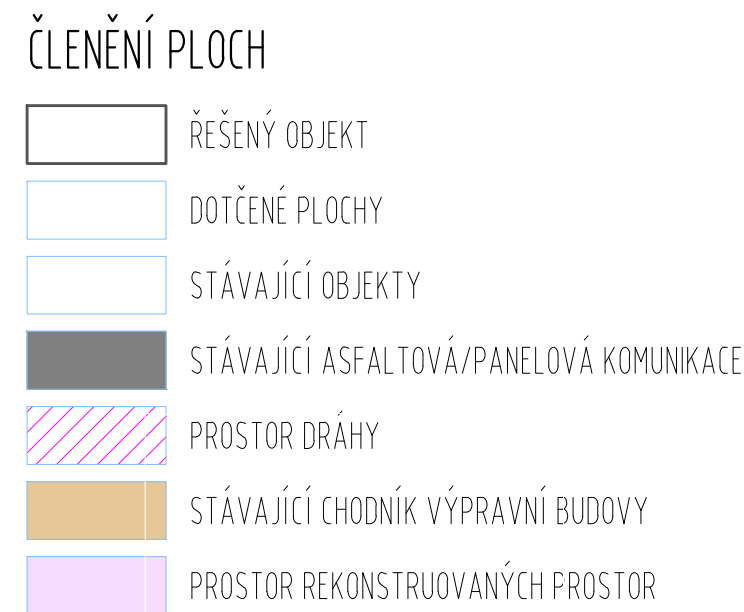 ČLENĚNÍ PLOCH
ŘEŠENÝ OBJEKT
DOTČENÉ PLOCHY
STÁVAJÍCÍ OBJEKTY
STÁVAJÍCÍ ASFALTOVÁ/PANELOVÁ KOMUNIKACE
PROSTOR DRÁHY
STÁVAJÍCÍ CHODNÍK VÝPRAVNÍ BUDOVY
PROSTOR REKONSTRUOVANÝCH PROSTOR